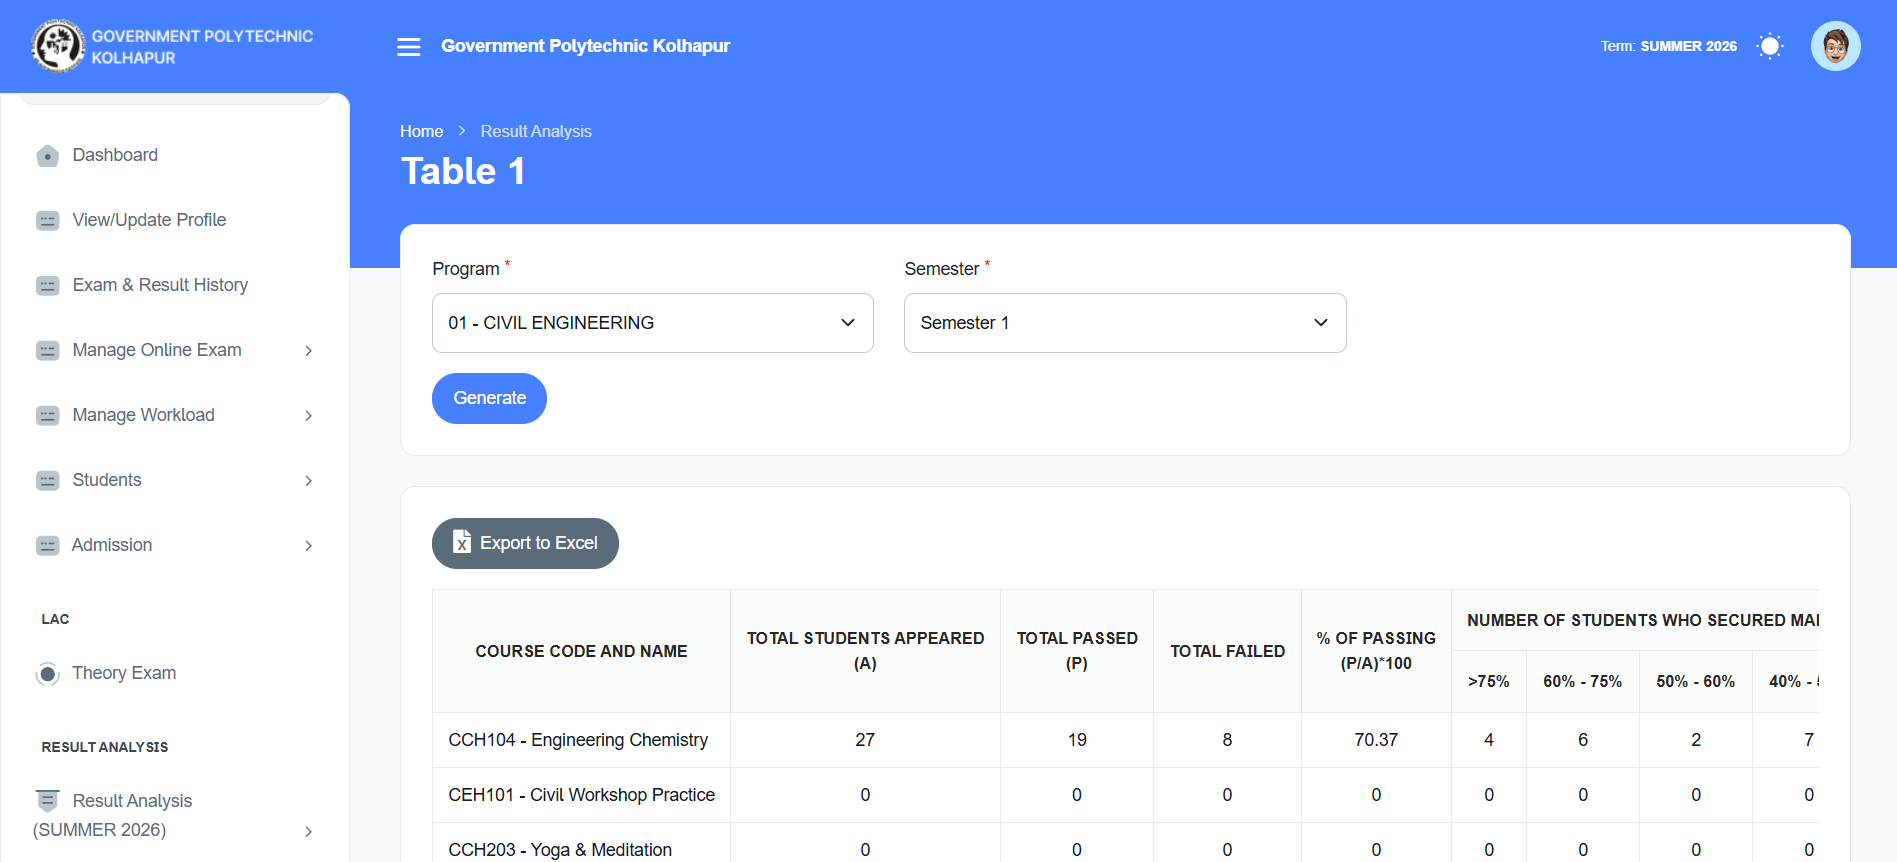 GOVERNMENT POLYTECHNIC
KOLHAPUR
Government Polytechnic Kolhapur
Term: SUMMER 2026
Dashboard
View/Update Profile
Exam & Result History
Manage Online Exam
Manage Workload
Students
Admission
LAC
Theory Exam
RESULT ANALYSIS
Result Analysis
(SUMMER 2026)
Home > Result Analysis
Table 1
Program *
Semester *
01 - CIVIL ENGINEERING
Semester 1
Generate
Export to Excel
COURSE CODE AND NAME
TOTAL STUDENTS APPEARED
(A)
TOTAL PASSED
(P)
TOTAL FAILED
% OF PASSING
(P/A)*100
NUMBER OF STUDENTS WHO SECURED
>75% 60% - 75% 50% - 60% 40% -
CCH104 - Engineering Chemistry 27 19 8 70.37 4 6 2 7
CEH101 - Civil Workshop Practice 0 0 0 0 0 0 0 0
CCH203 - Yoga & Meditation 0 0 0 0 0 0 0 0